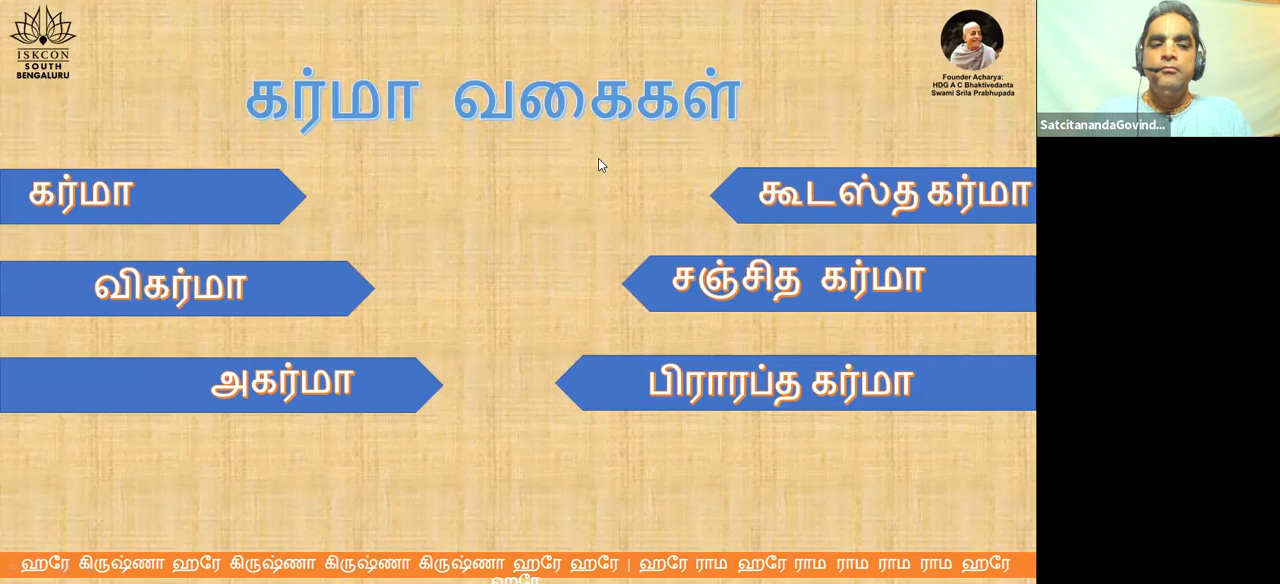 ISKCON
SOUTH
BENGALURU
Founder Acharya:
HDG A C Bhaktivedanta
Swami Srila Prabhupada
SatcitanandaGovind...
கர்மா வகைகள்
கர்மா
விகர்மா
அகர்மா
கூடஸ்த கர்மா
சஞ்சித கர்மா
பிராரப்த கர்மா
ஹரே கிருஷ்ணா ஹரே கிருஷ்ணா கிருஷ்ணா கிருஷ்ணா ஹரே ஹரே | ஹரே ராம ஹரே ராம ராம ராம ராம ஹரே
ஹரே